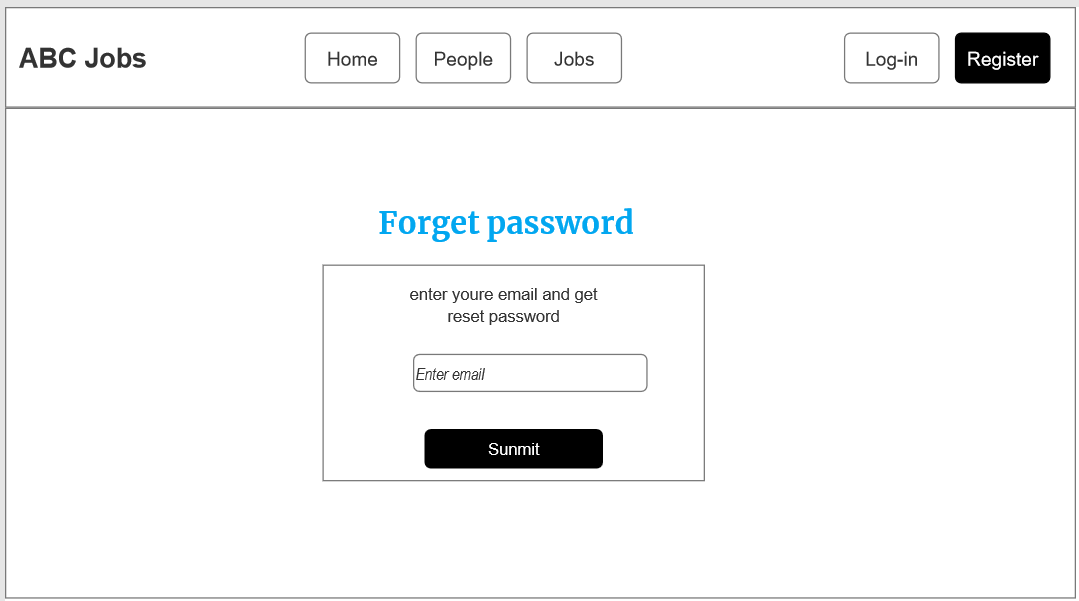 ABC Jobs
Home
People
Jobs
Log-in
Register
Forget password
enter youre email and get
reset password
Enter email
Sunmit